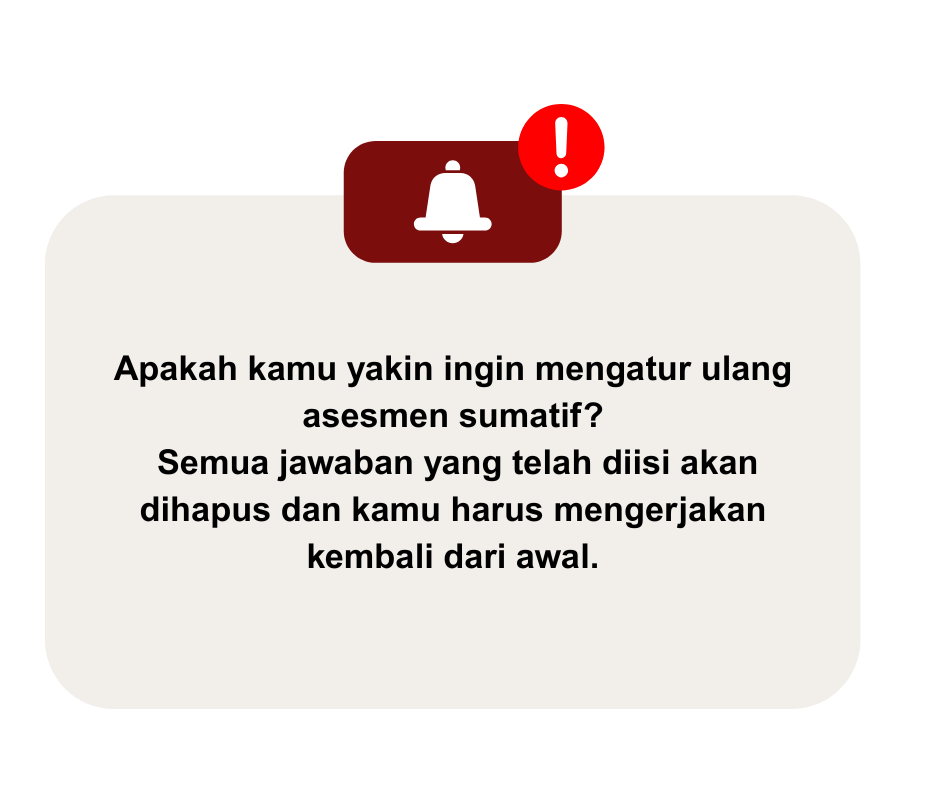 Apakah kamu yakin ingin mengatur ulang
asesmen sumatif?
Semua jawaban yang telah diisi akan
dihapus dan kamu harus mengerjakan
kembali dari awal.